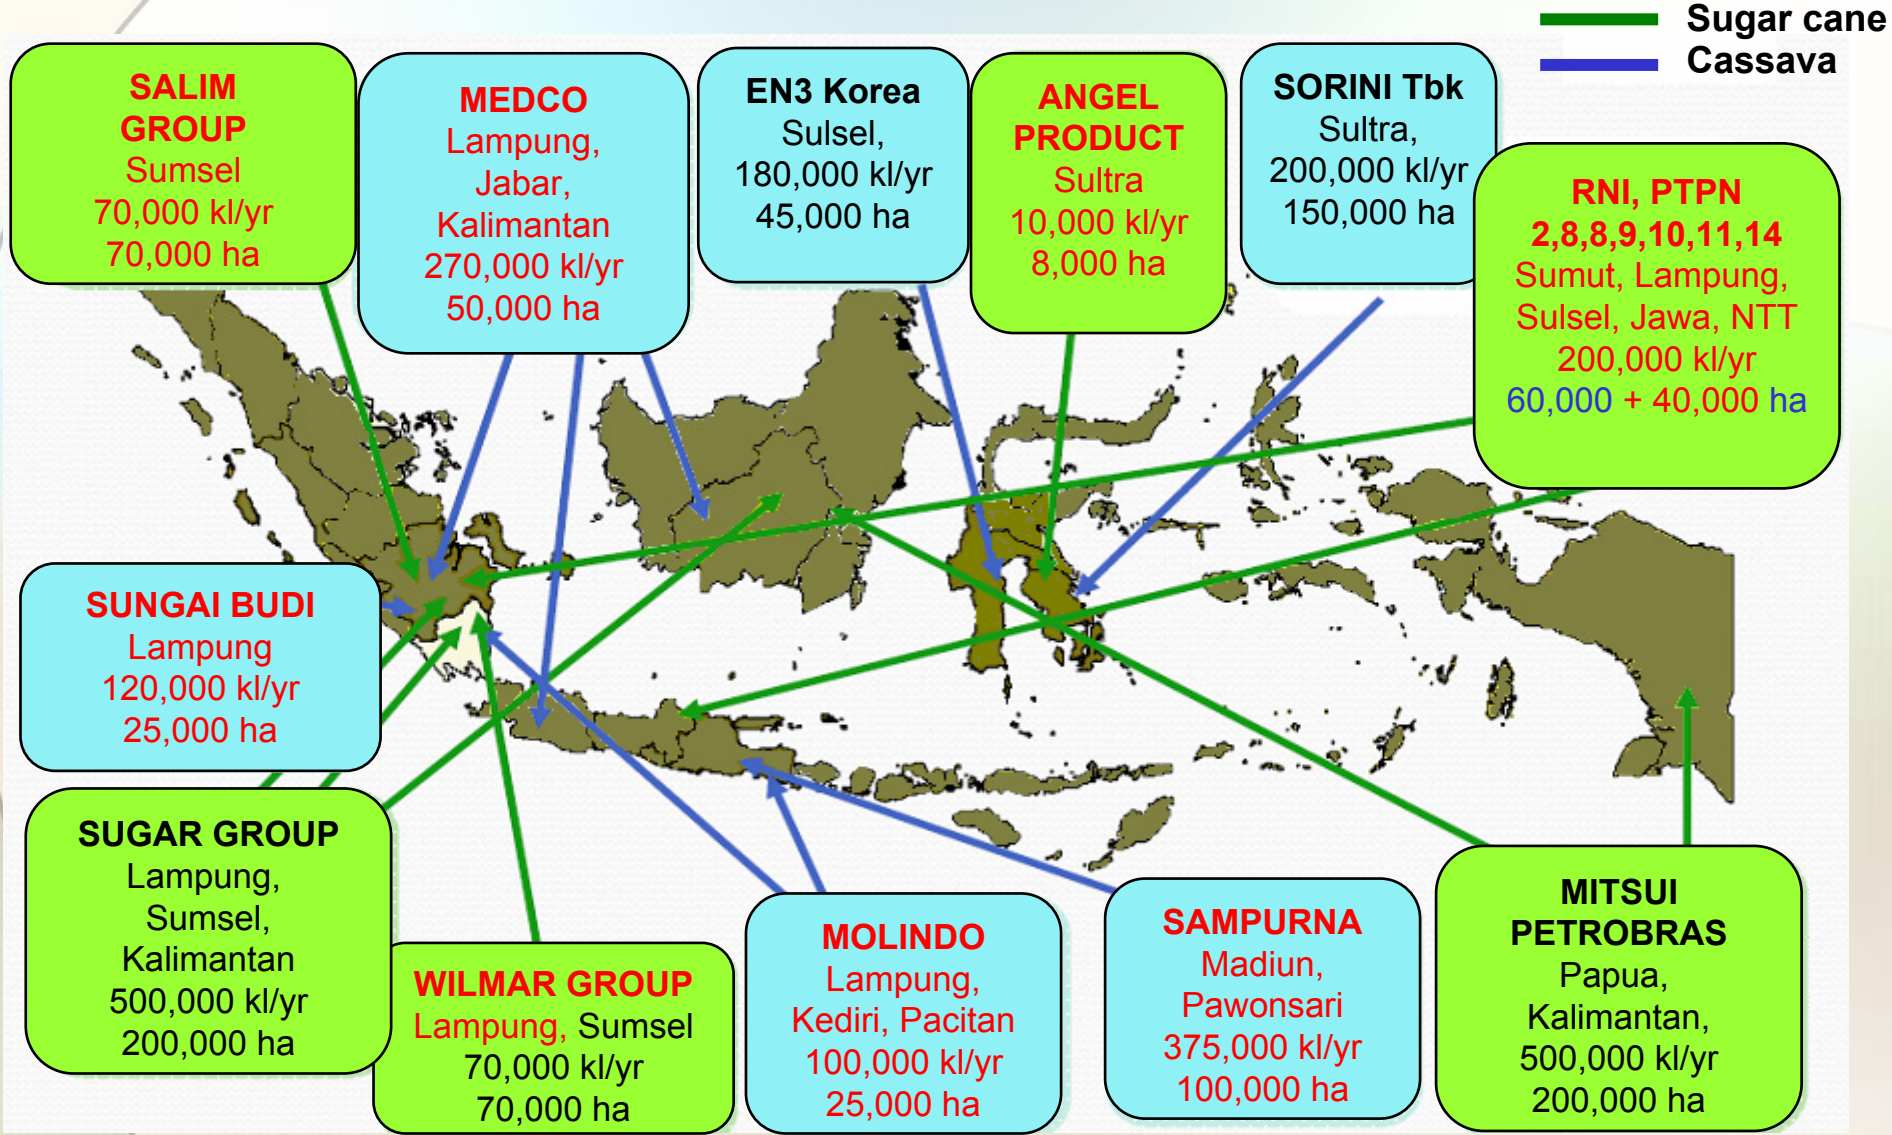 Sugar cane
Cassava
SALIM
GROUP
Sumsel
70,000 kl/yr
70,000 ha
MEDCO
Lampung,
Jabar,
Kalimantan
270,000 kl/yr
50,000 ha
EN3 Korea
Sulsel,
180,000 kl/yr
45,000 ha
ANGEL
PRODUCT
Sultra
10,000 kl/yr
8,000 ha
SORINI Tbk
Sultra,
200,000 kl/yr
150,000 ha
RNI, PTPN
2,8,8,9,10,11,14
Sumut, Lampung,
Sulsel, Jawa, NTT
200,000 kl/yr
60,000 + 40,000 ha
SUNGAI BUDI
Lampung
120,000 kl/yr
25,000 ha
SUGAR GROUP
Lampung,
Sumsel,
Kalimantan
500,000 kl/yr
200,000 ha
WILMAR GROUP
Lampung, Sumsel
70,000 kl/yr
70,000 ha
MOLINDO
Lampung,
Kediri, Pacitan
100,000 kl/yr
25,000 ha
SAMPURNA
Madiun,
Pawonsari
375,000 kl/yr
100,000 ha
MITSUI
PETROBRAS
Papua,
Kalimantan,
500,000 kl/yr
200,000 ha